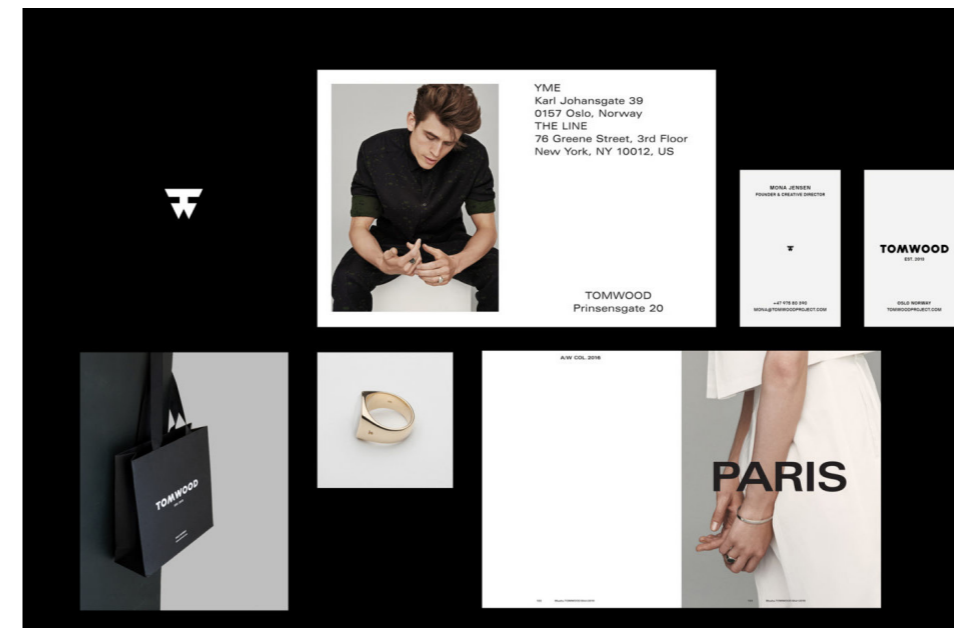 YME
Karl Johansgate 39
0157 Oslo, Norway
THE LINE
76 Greene Street, 3rd Floor
New York, NY 10012, US
TOMWOOD
Prinsensgate 20
MONA JENSEN
FOUNDER & CREATIVE DIRECTOR
MONA@TOMWOODPROJECT.COM
TOMWOOD
EST. 2013
OSLO NORWAY
TOMWOODPROJECT.COM
TOMWOOD
A/W COL. 2016
PARIS